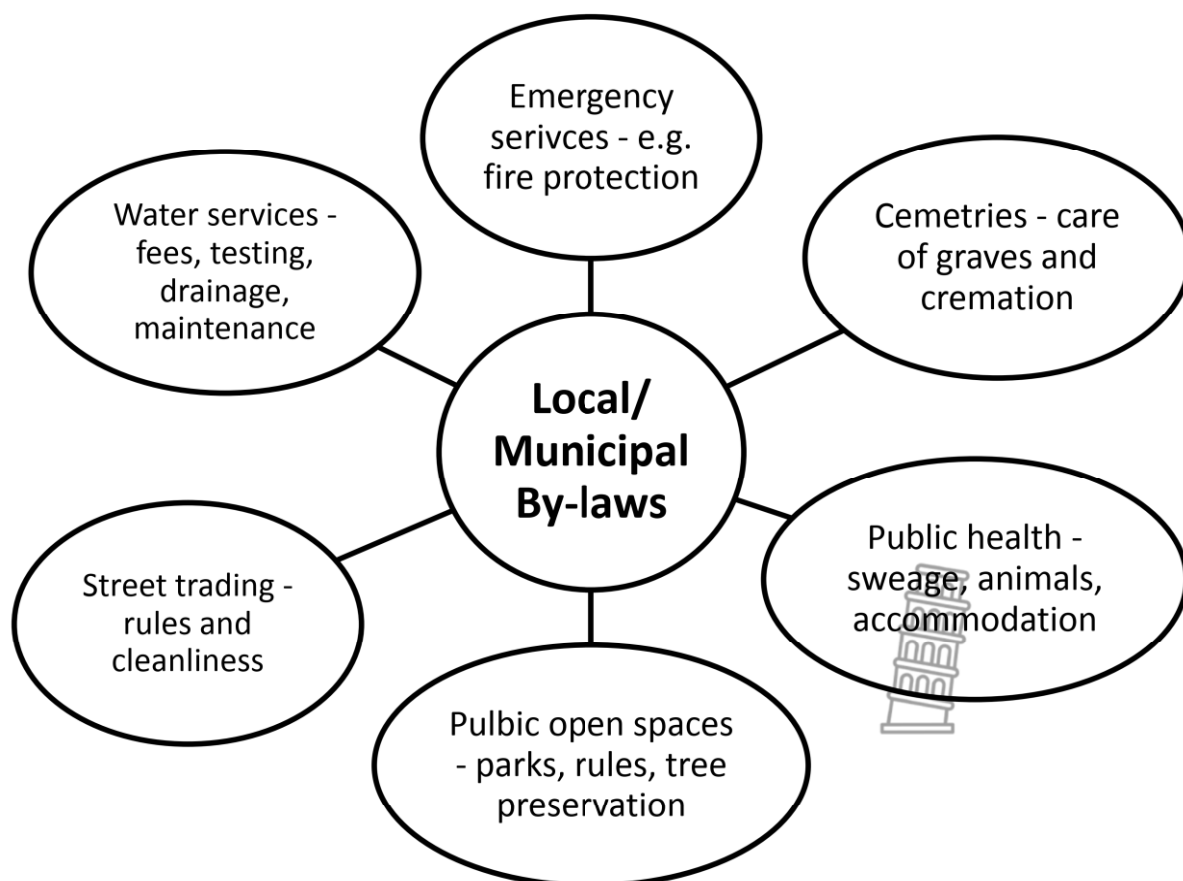 Emergency
serivces - e.g.
fire protection
Cemetries - care
of graves and
cremation
Public health -
sweage, animals,
accommodation
Pulbic open spaces
- parks, rules, tree
preservation
Street trading -
rules and
cleanliness
Water services -
fees, testing,
drainage,
maintenance
Local/
Municipal
By-laws